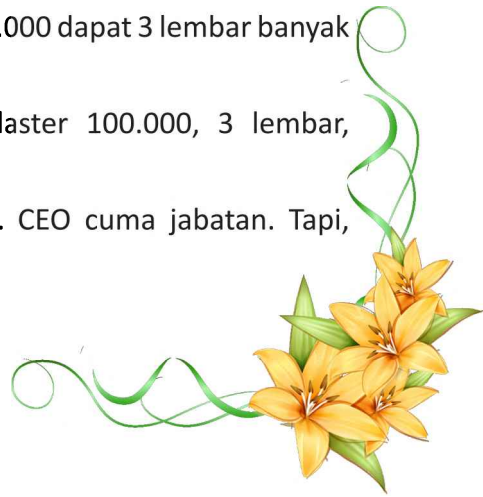 .000 dapat 3 lembar banyak
laster 100.000, 3 lembar,
. CEO cuma jabatan. Tapi,